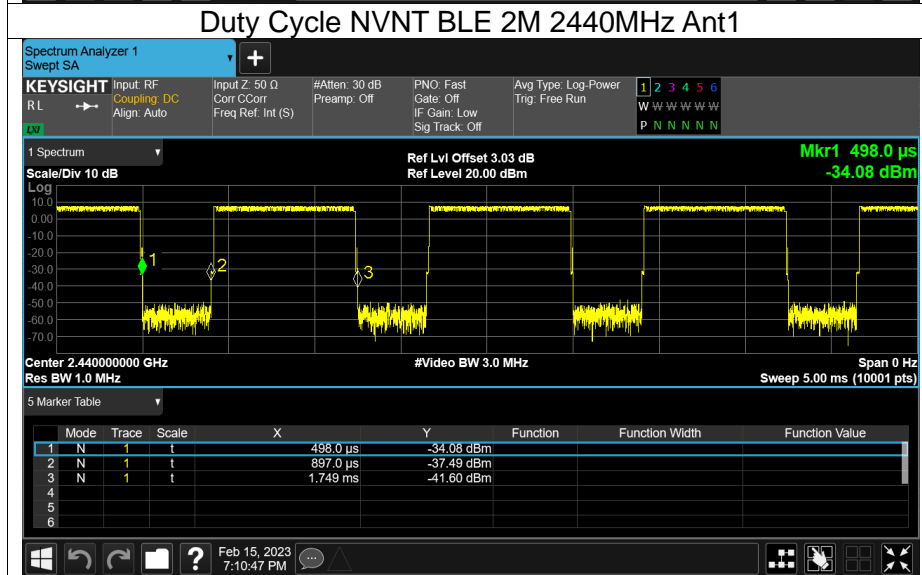 Duty Cycle NVNT BLE 2M 2440MHz Ant1
Spectrum Analyzer 1
Swept SA
+
KEYSIGHT Input: RF Input Z: 50 Ω #Atten: 30 dB PNO: Fast Avg Type: Log-Power 1 2 3 4 5 6
R L Coupling: DC Corr CCorr Preamp: Off Gate: Off Trig: Free Run W W W W W W
Align: Auto Freq Ref: Int (S) IF Gain: Low
LXI Sig Track: Off P N N N N N
1 Spectrum
Scale/Div 10 dB
Ref Lvl Offset 3.03 dB
Ref Level 20.00 dBm
Mkr1 498.0 µs
-34.08 dBm
Log
10.0
0.00
-10.0
-20.0
-30.0
-40.0
-50.0
-60.0
-70.0
1
2
3
Center 2.440000000 GHz #Video BW 3.0 MHz Span 0 Hz
Res BW 1.0 MHz Sweep 5.00 ms (10001 pts)
5 Marker Table
Mode Trace Scale X Y Function Function Width Function Value
1 N 1 t 498.0 µs -34.08 dBm
2 N 1 t 897.0 µs -37.49 dBm
3 N 1 t 1.749 ms -41.60 dBm
4
5
6
? Feb 15, 2023
7:10:47 PM